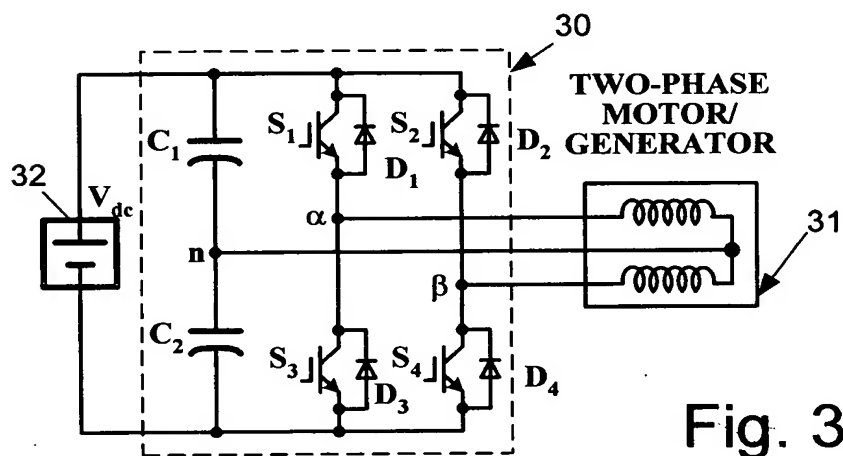 30
TWO-PHASE
MOTOR/
GENERATOR
C1
S1
D1
S2
D2
32
Vdc
α
31
n
β
C2
S3
D3
S4
D4
Fig. 3